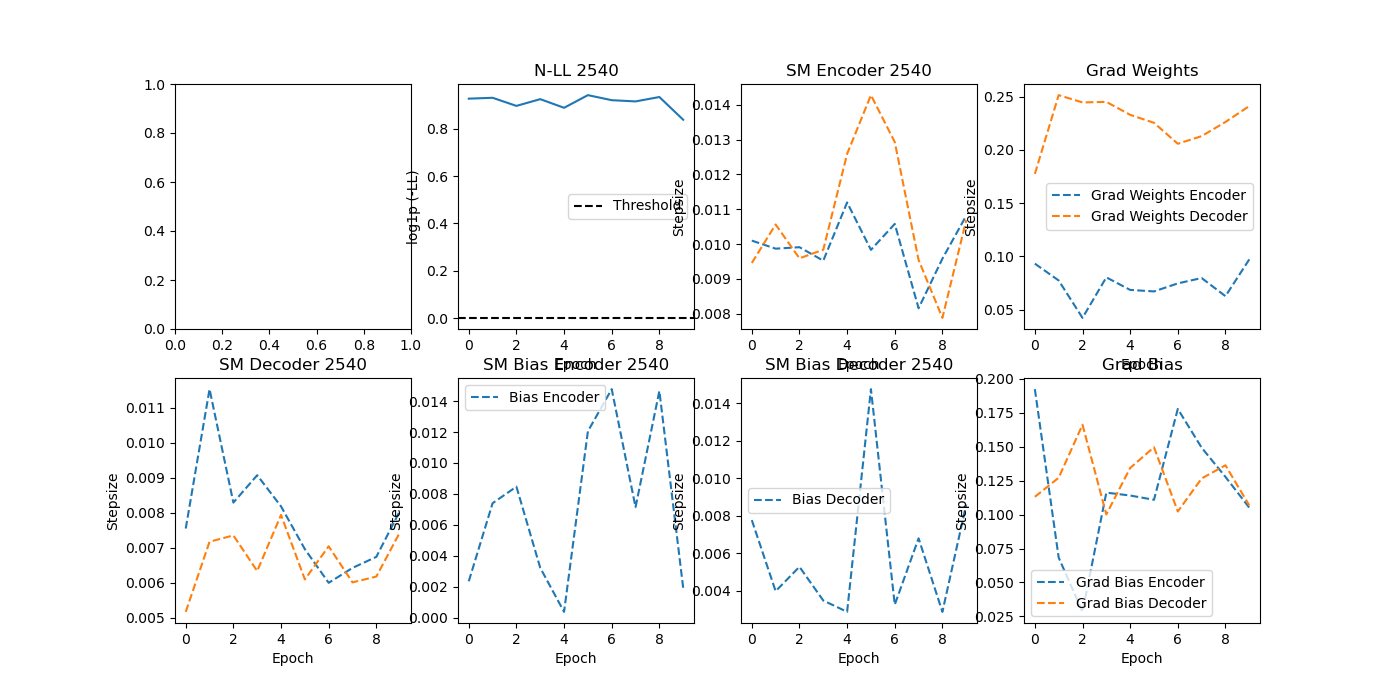 N-LL 2540
SM Encoder 2540
Grad Weights
1.0
0.8
0.6
0.4
0.2
0.0
0.0 0.2 0.4 0.6 0.8 1.0
log1p (-LL)
0.8
0.6
0.4
0.2
0.0
Threshold
0 2 4 6 8
Epoch
Stepsize
0.014
0.013
0.012
0.011
0.010
0.009
0.008
0 2 4 6 8
Epoch
Stepsize
0.25
0.20
0.15
0.10
0.05
Grad Weights Encoder
Grad Weights Decoder
0 2 4 6 8
Epoch
SM Decoder 2540
SM Bias Encoder 2540
SM Bias Decoder 2540
Grad Bias
Stepsize
0.011
0.010
0.009
0.008
0.007
0.006
0.005
0 2 4 6 8
Epoch
Stepsize
0.014
0.012
0.010
0.008
0.006
0.004
0.002
0.000
Bias Encoder
0 2 4 6 8
Epoch
Stepsize
0.014
0.012
0.010
0.008
0.006
0.004
Bias Decoder
0 2 4 6 8
Epoch
Stepsize
0.200
0.175
0.150
0.125
0.100
0.075
0.050
0.025
Grad Bias Encoder
Grad Bias Decoder
0 2 4 6 8
Epoch